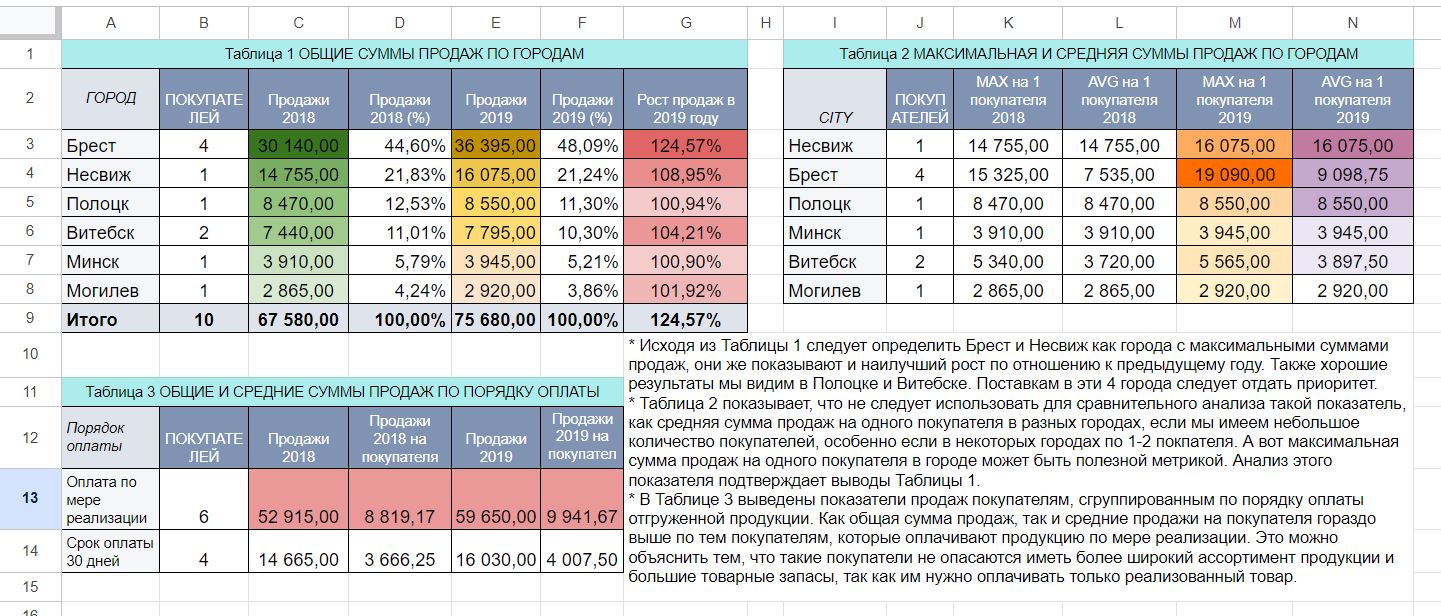 A B C D E F G H I J K L M N
1 Таблица 1 ОБЩИЕ СУММЫ ПРОДАЖ ПО ГОРОДАМ Таблица 2 МАКСИМАЛЬНАЯ И СРЕДНЯЯ СУММЫ ПРОДАЖ ПО ГОРОДАМ
MAX на 1 AVG на 1 MAX на 1 AVG на 1
2 ГОРОД ПОКУПАТЕ Продажи Продажи Продажи Продажи Рост продаж в ПОКУП покупателя покупателя покупателя покупателя
ЛЕЙ 2018 2018 (%) 2019 2019 (%) 2019 году CITY АТЕЛЕЙ 2018 2018 2019 2019
3 Брест 4 30 140,00 44,60% 36 395,00 48,09% 124,57% Несвиж 1 14 755,00 14 755,00 16 075,00 16 075,00
4 Несвиж 1 14 755,00 21,83% 16 075,00 21,24% 108,95% Брест 4 15 325,00 7 535,00 19 090,00 9 098,75
5 Полоцк 1 8 470,00 12,53% 8 550,00 11,30% 100,94% Полоцк 1 8 470,00 8 470,00 8 550,00 8 550,00
6 Витебск 2 7 440,00 11,01% 7 795,00 10,30% 104,21% Минск 1 3 910,00 3 910,00 3 945,00 3 945,00
7 Минск 1 3 910,00 5,79% 3 945,00 5,21% 100,90% Витебск 2 5 340,00 3 720,00 5 565,00 3 897,50
8 Могилев 1 2 865,00 4,24% 2 920,00 3,86% 101,92% Могилев 1 2 865,00 2 865,00 2 920,00 2 920,00
9 Итого 10 67 580,00 100,00% 75 680,00 100,00% 124,57%
10
11 Таблица 3 ОБЩИЕ И СРЕДНИЕ СУММЫ ПРОДАЖ ПО ПОРЯДКУ ОПЛАТЫ
Порядок Продажи Продажи
12 оплаты ПОКУПАТЕ Продажи 2018 на Продажи 2019 на
ЛЕЙ 2018 покупателя 2019 покупател
Оплата по
13 мере
реализации 6 52 915,00 8 819,17 59 650,00 9 941,67
Срок оплаты
14 30 дней 4 14 665,00 3 666,25 16 030,00 4 007,50
15
16
* Исходя из Таблицы 1 следует определить Брест и Несвиж как города с максимальными суммами
продаж, они же показывают и наилучший рост по отношению к предыдущему году. Также хорошие
результаты мы видим в Полоцке и Витебске. Поставкам в эти 4 города следует отдать приоритет.
* Таблица 2 показывает, что не следует использовать для сравнительного анализа такой показатель,
как средняя сумма продаж на одного покупателя в разных городах, если мы имеем небольшое
количество покупателей, особенно если в некоторых городах по 1-2 покпателя. А вот максимальная
сумма продаж на одного покупателя в городе может быть полезной метрикой. Анализ этого
показателя подтверждает выводы Таблицы 1.
* В Таблице 3 выведены показатели продаж покупателям, сгруппированным по порядку оплаты
отгруженной продукции. Как общая сумма продаж, так и средние продажи на покупателя гораздо
выше по тем покупателям, которые оплачивают продукцию по мере реализации. Это можно
объяснить тем, что такие покупатели не опасаются иметь более широкий ассортимент продукции и
большие товарные запасы, так как им нужно оплачивать только реализованный товар.